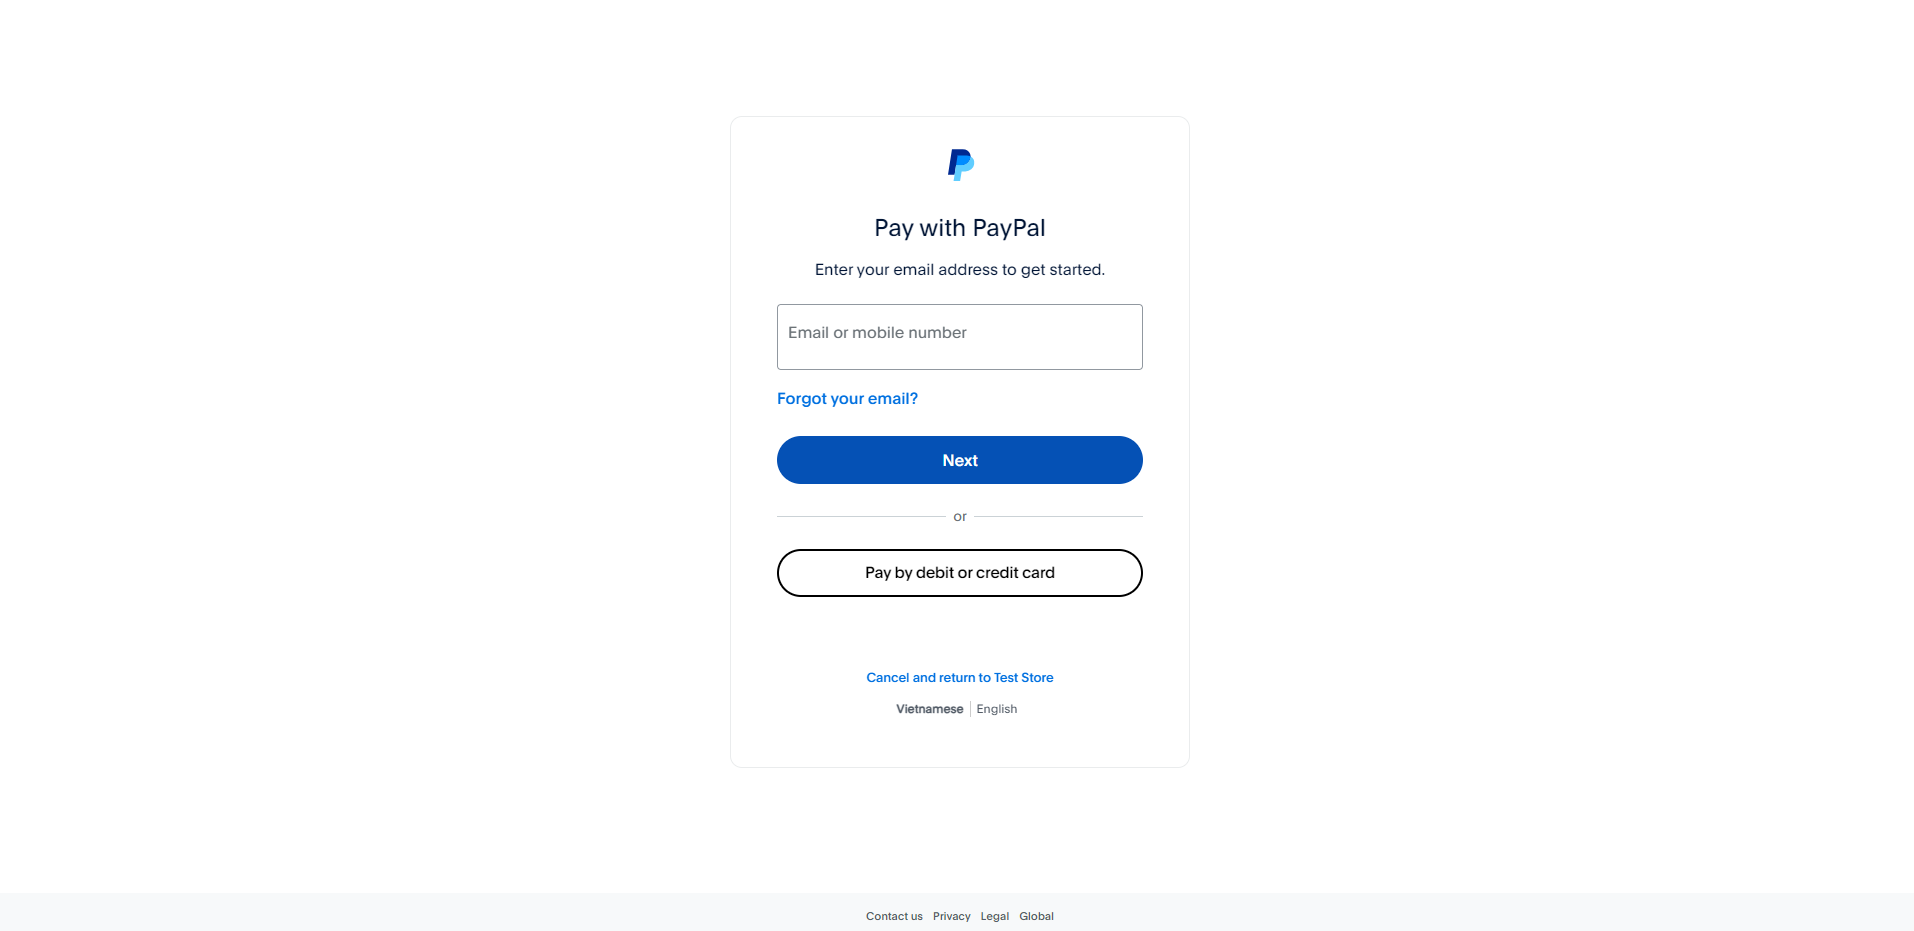 Pay with PayPal
Enter your email address to get started.
Email or mobile number
Forgot your email?
Next
or
Pay by debit or credit card
Cancel and return to Test Store
Vietnamese English
Contact us Privacy Legal Global